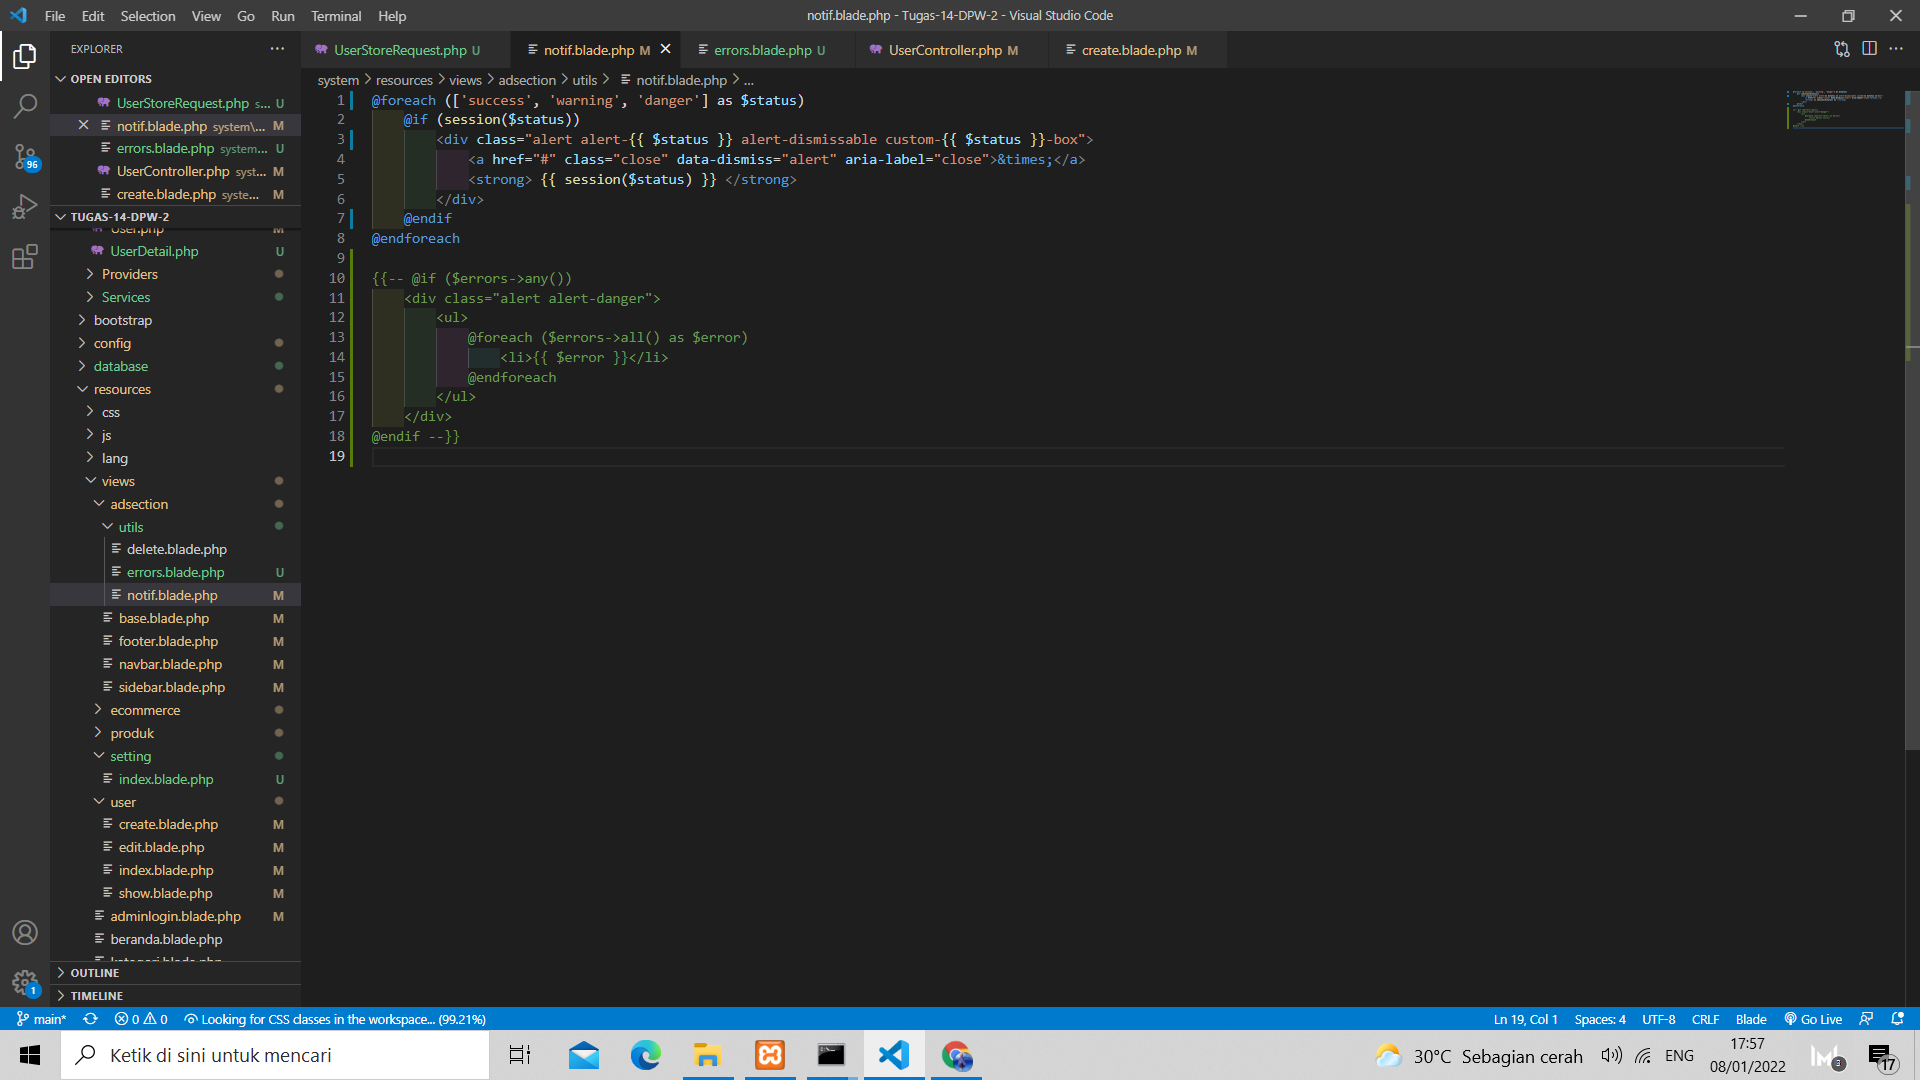 File Edit Selection View Go Run Terminal Help
notif.blade.php - Tugas-14-DPW-2 - Visual Studio Code
EXPLORER
OPEN EDITORS
UserStoreRequest.php s... U
notif.blade.php system\... M
errors.blade.php system... U
UserController.php syst... M
create.blade.php syste... M
TUGAS-14-DPW-2
User.php M
UserDetail.php U
Providers
Services
bootstrap
config
database
resources
css
js
lang
views
adsection
utils
delete.blade.php
errors.blade.php U
notif.blade.php M
base.blade.php M
footer.blade.php M
navbar.blade.php M
sidebar.blade.php M
ecommerce
produk
setting
index.blade.php U
user
create.blade.php M
edit.blade.php M
index.blade.php M
show.blade.php M
adminlogin.blade.php M
beranda.blade.php
OUTLINE
TIMELINE
UserStoreRequest.php U notif.blade.php M errors.blade.php U UserController.php M create.blade.php M
system > resources > views > adsection > utils > notif.blade.php > ...
1 @foreach (['success', 'warning', 'danger'] as $status)
2 @if (session($status))
3 <div class="alert alert-{{ $status }} alert-dismissable custom-{{ $status }}-box">
4 <a href="#" class="close" data-dismiss="alert" aria-label="close">&times;</a>
5 <strong> {{ session($status) }} </strong>
6 </div>
7 @endif
8 @endforeach
9
10 {{-- @if ($errors->any())
11 <div class="alert alert-danger">
12 <ul>
13 @foreach ($errors->all() as $error)
14 <li>{{ $error }}</li>
15 @endforeach
16 </ul>
17 </div>
18 @endif --}}
19
96
1
main* 0 0 Looking for CSS classes in the workspace... (99.21%)
Ln 19, Col 1 Spaces: 4 UTF-8 CRLF Blade Go Live
Ketik di sini untuk mencari
30°C Sebagian cerah ENG
17:57
08/01/2022
3
17